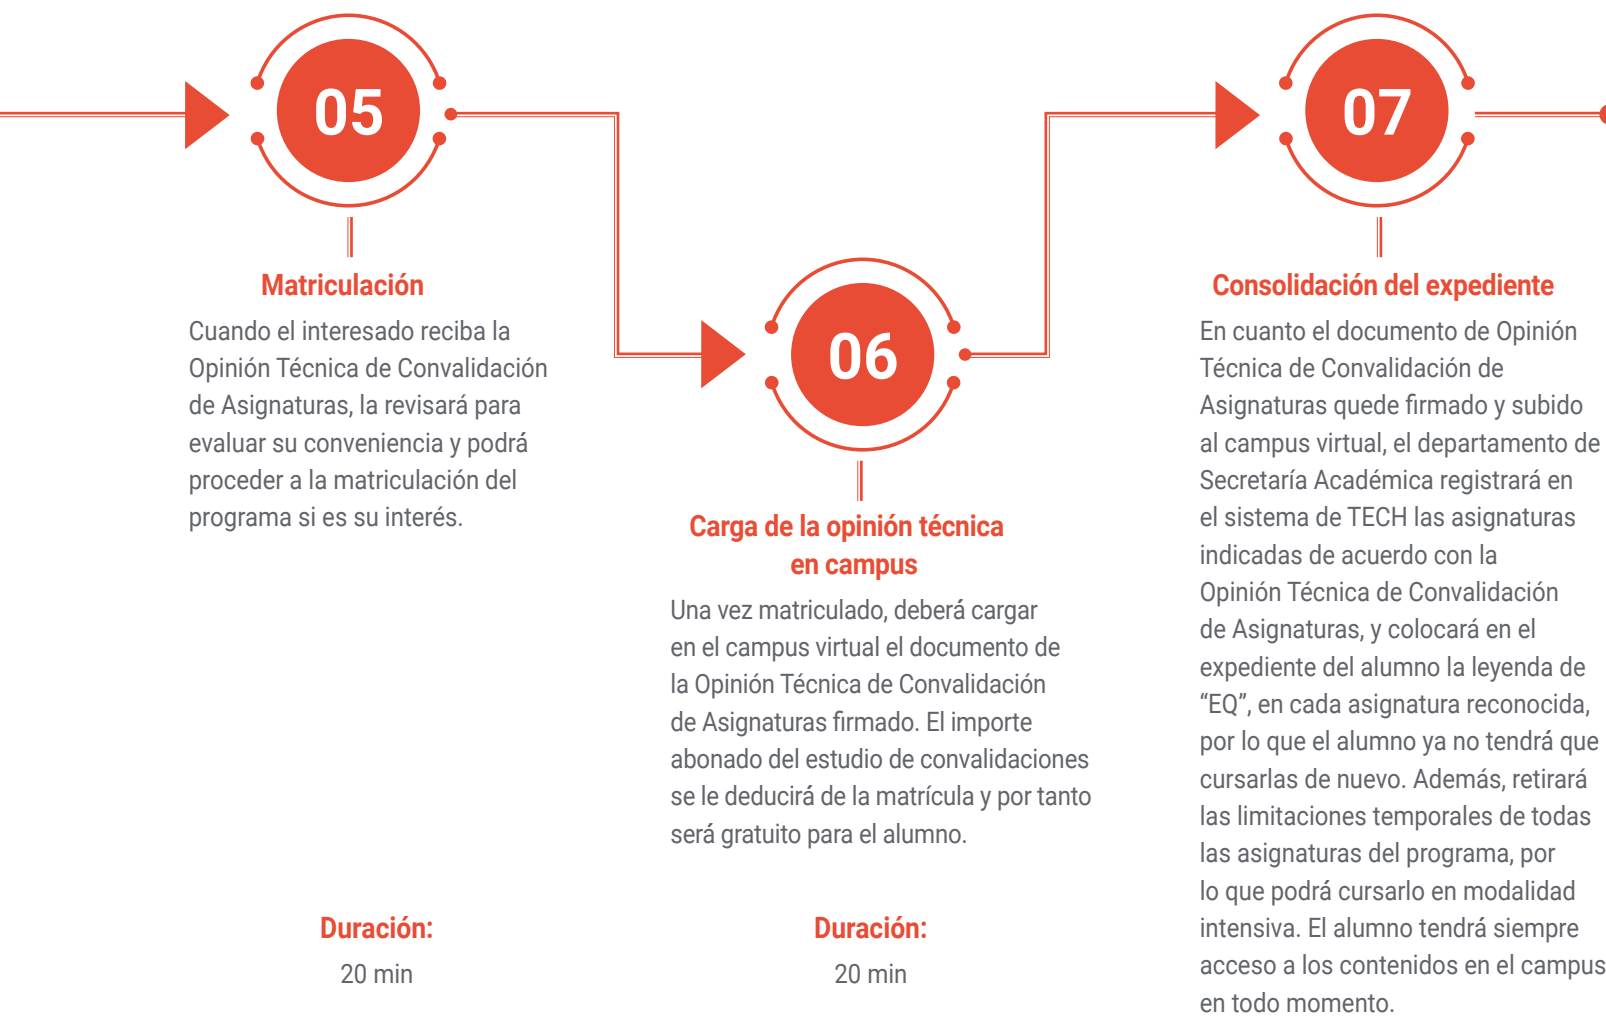 05
Matriculación
Cuando el interesado reciba la
Opinión Técnica de Convalidación
de Asignaturas, la revisará para
evaluar su conveniencia y podrá
proceder a la matriculación del
programa si es su interés.
Duración:
20 min
06
Carga de la opinión técnica
en campus
Una vez matriculado, deberá cargar
en el campus virtual el documento de
la Opinión Técnica de Convalidación
de Asignaturas firmado. El importe
abonado del estudio de convalidaciones
se le deducirá de la matrícula y por tanto
será gratuito para el alumno.
Duración:
20 min
07
Consolidación del expediente
En cuanto el documento de Opinión
Técnica de Convalidación de
Asignaturas quede firmado y subido
al campus virtual, el departamento de
Secretaría Académica registrará en
el sistema de TECH las asignaturas
indicadas de acuerdo con la
Opinión Técnica de Convalidación
de Asignaturas, y colocará en el
expediente del alumno la leyenda de
“EQ”, en cada asignatura reconocida,
por lo que el alumno ya no tendrá que
cursarlas de nuevo. Además, retirará
las limitaciones temporales de todas
las asignaturas del programa, por
lo que podrá cursarlo en modalidad
intensiva. El alumno tendrá siempre
acceso a los contenidos en el campus
en todo momento.